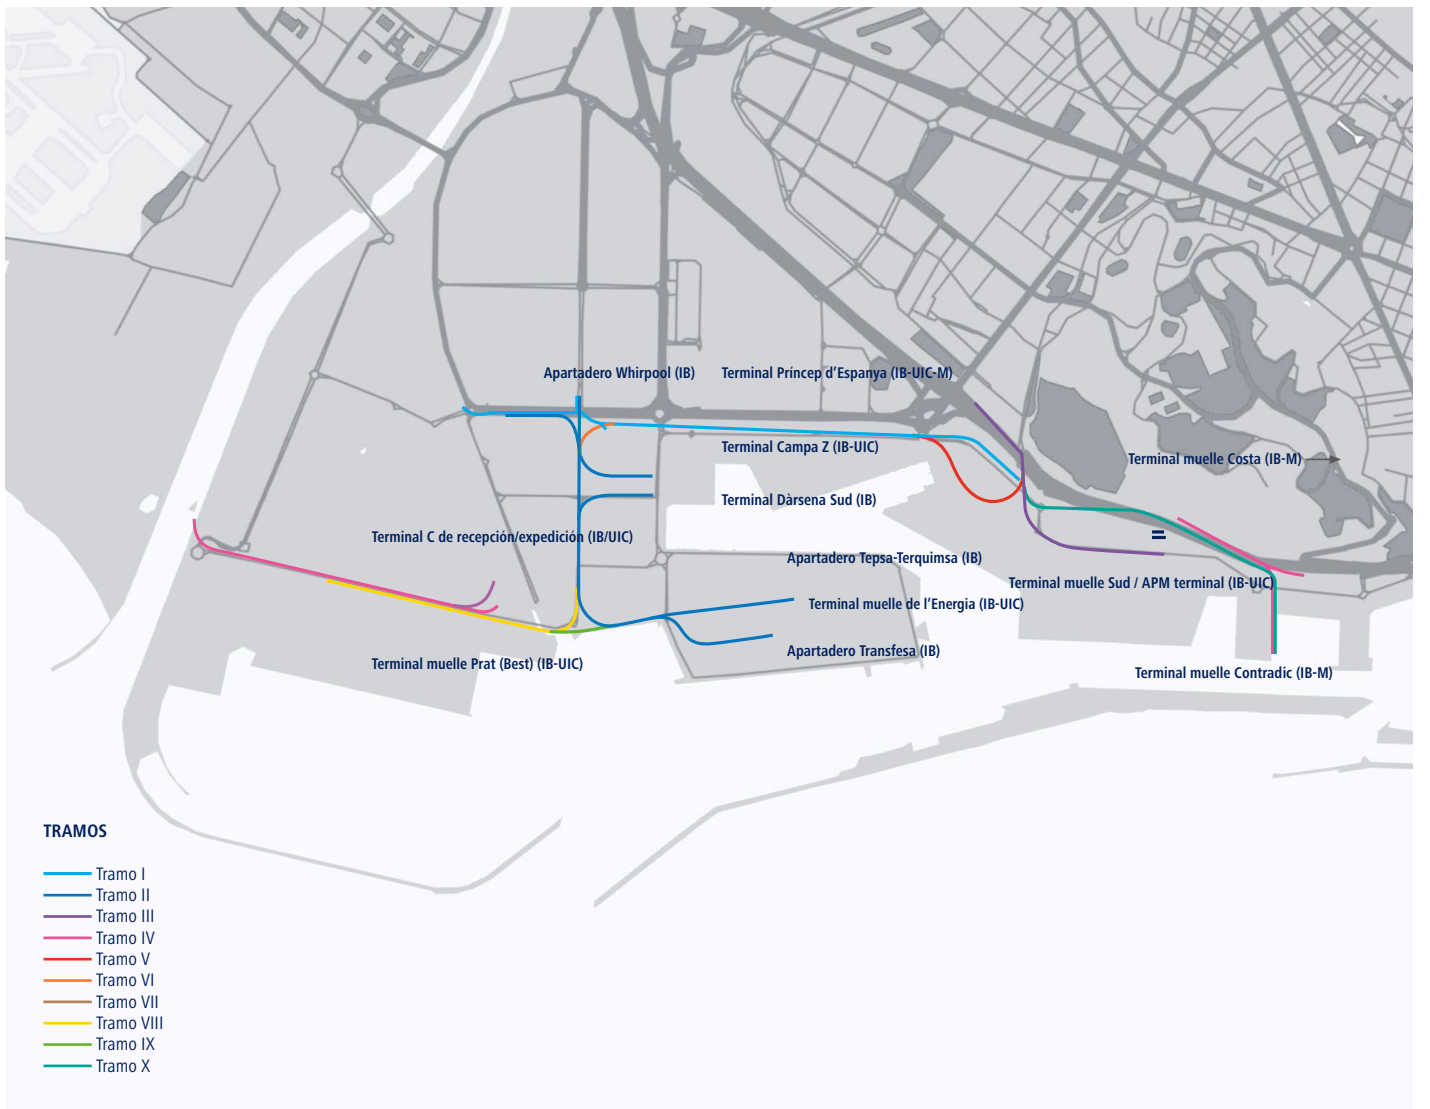 Apartadero Whirpool (IB)
Terminal Príncep d’Espanya (IB-UIC-M)
Terminal Campa Z (IB-UIC)
Terminal muelle Costa (IB-M)
Terminal Dàrsena Sud (IB)
Terminal C de recepción/expedición (IB/UIC)
Apartadero Tepsa-Terquimsa (IB)
Terminal muelle Sud / APM terminal (IB-UIC)
Terminal muelle de l’Energia (IB-UIC)
Apartadero Transfesa (IB)
Terminal muelle Prat (Best) (IB-UIC)
Terminal muelle Contradic (IB-M)
TRAMOS
Tramo I
Tramo II
Tramo III
Tramo IV
Tramo V
Tramo VI
Tramo VII
Tramo VIII
Tramo IX
Tramo X